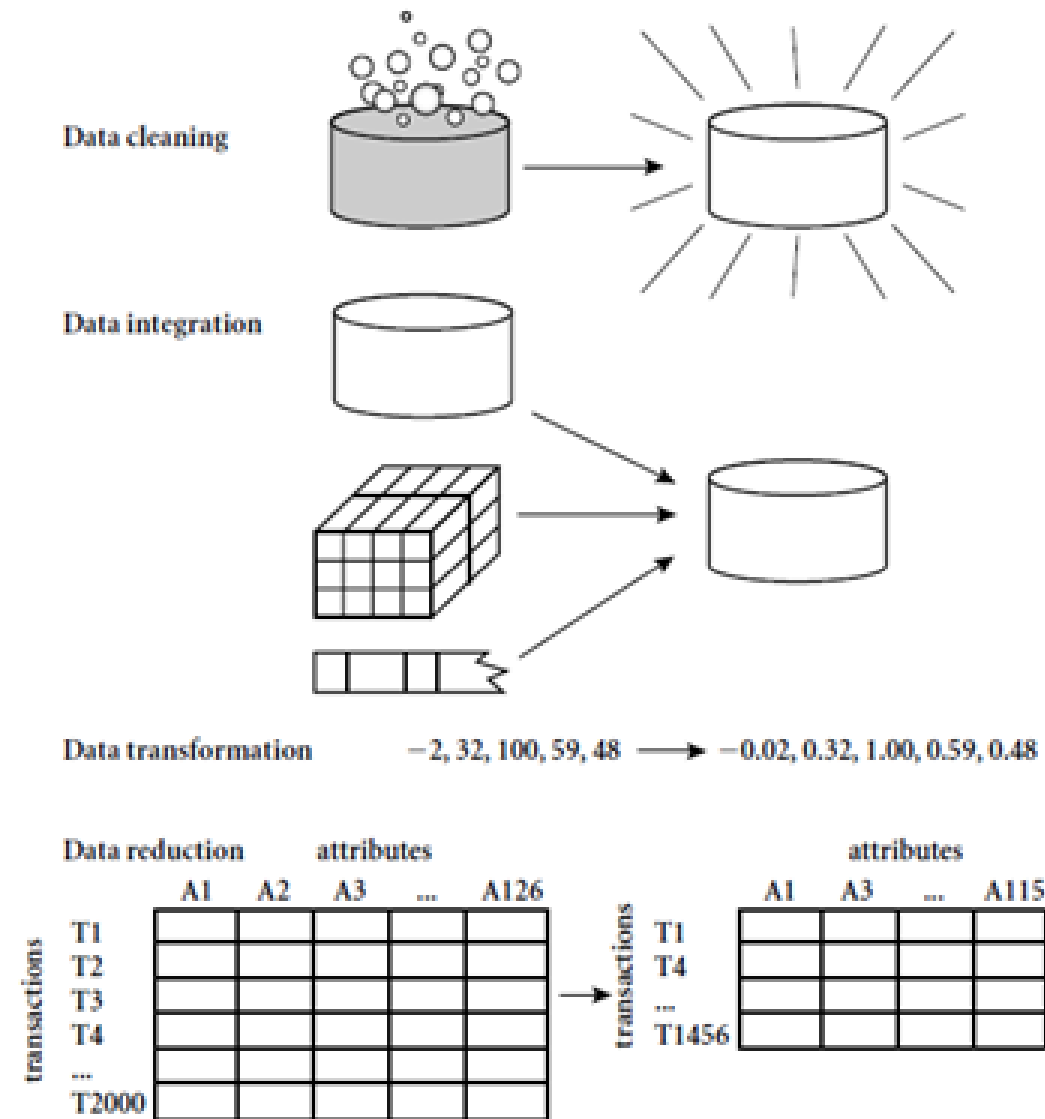 Data cleaning
Data integration
Data transformation −2, 32, 100, 59, 48 −0.02, 0.32, 1.00, 0.59, 0.48
Data reduction attributes attributes
A1 A2 A3 ... A126 A1 A3 ... A115
transactions
T1
T2
T3
T4
...
T2000
transactions
T1
T4
...
T1456